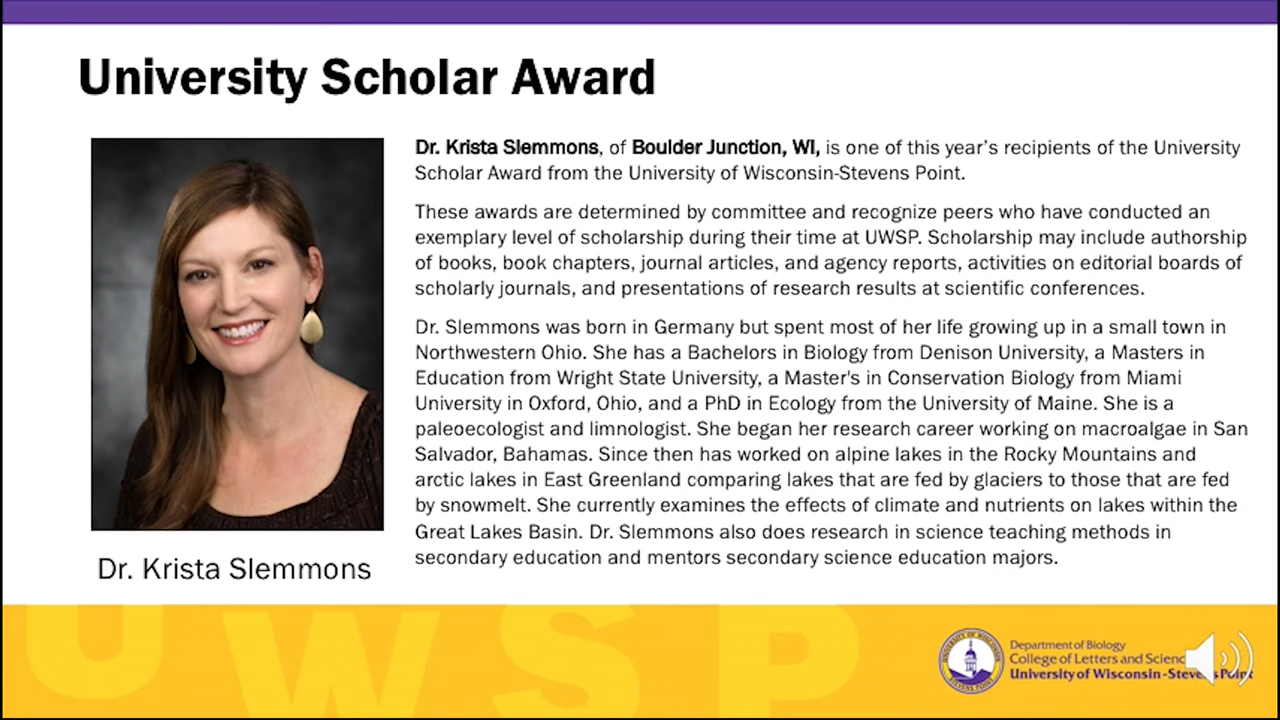 University Scholar Award
Dr. Krista Slemmons, of Boulder Junction, WI, is one of this year's recipients of the University
Scholar Award from the University of Wisconsin-Stevens Point.
These awards are determined by committee and recognize peers who have conducted an
exemplary level of scholarship during their time at UWSP. Scholarship may include authorship
of books, book chapters, journal articles, and agency reports, activities on editorial boards of
scholarly journals, and presentations of research results at scientific conferences.
Dr. Slemmons was born in Germany but spent most of her life growing up in a small town in
Northwestern Ohio. She has a Bachelors in Biology from Denison University, a Masters in
Education from Wright State University, a Master's in Conservation Biology from Miami
University in Oxford, Ohio, and a PhD in Ecology from the University of Maine. She is a
paleoecologist and limnologist. She began her research career working on macroalgae in San
Salvador, Bahamas. Since then has worked on alpine lakes in the Rocky Mountains and
arctic lakes in East Greenland comparing lakes that are fed by glaciers to those that are fed
by snowmelt. She currently examines the effects of climate and nutrients on lakes within the
Great Lakes Basin. Dr. Slemmons also does research in science teaching methods in
secondary education and mentors secondary science education majors.
Dr. Krista Slemmons
UWSP
UNIVERSITY OF WISCONSIN
STEVENS POINT
Department of Biology
College of Letters and Science
University of Wisconsin-Stevens Point